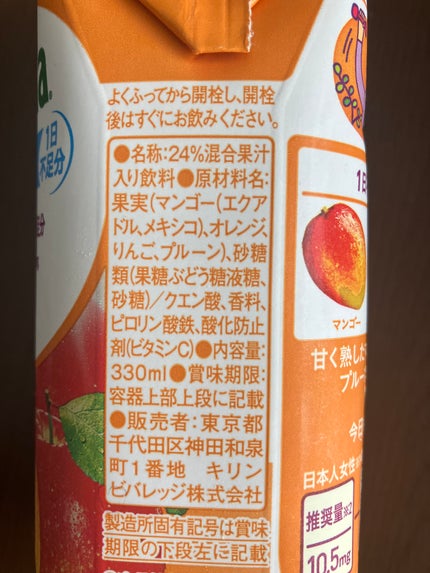 a
1日
不足分
よくふってから開栓し、開栓
後はすぐにお飲みください。
●名称:24%混合果汁
入り飲料●原材料名:
果実(マンゴー(エクア
ドル、メキシコ)、オレンジ、
りんご、プルーン)、砂糖
類(果糖ぶどう糖液糖、
砂糖)／クエン酸、香料、
ピロリン酸鉄、酸化防止
剤(ビタミンC)●内容量:
330ml●賞味期限:
容器上部上段に記載
●販売者:東京都
千代田区神田和泉
町1番地 キリン
ビバレッジ株式会社
製造所固有記号は賞味
期限の下段左に記載
マンゴー
甘く熟した
プルー
今日
日本人女性
推奨量※2
10.5mg